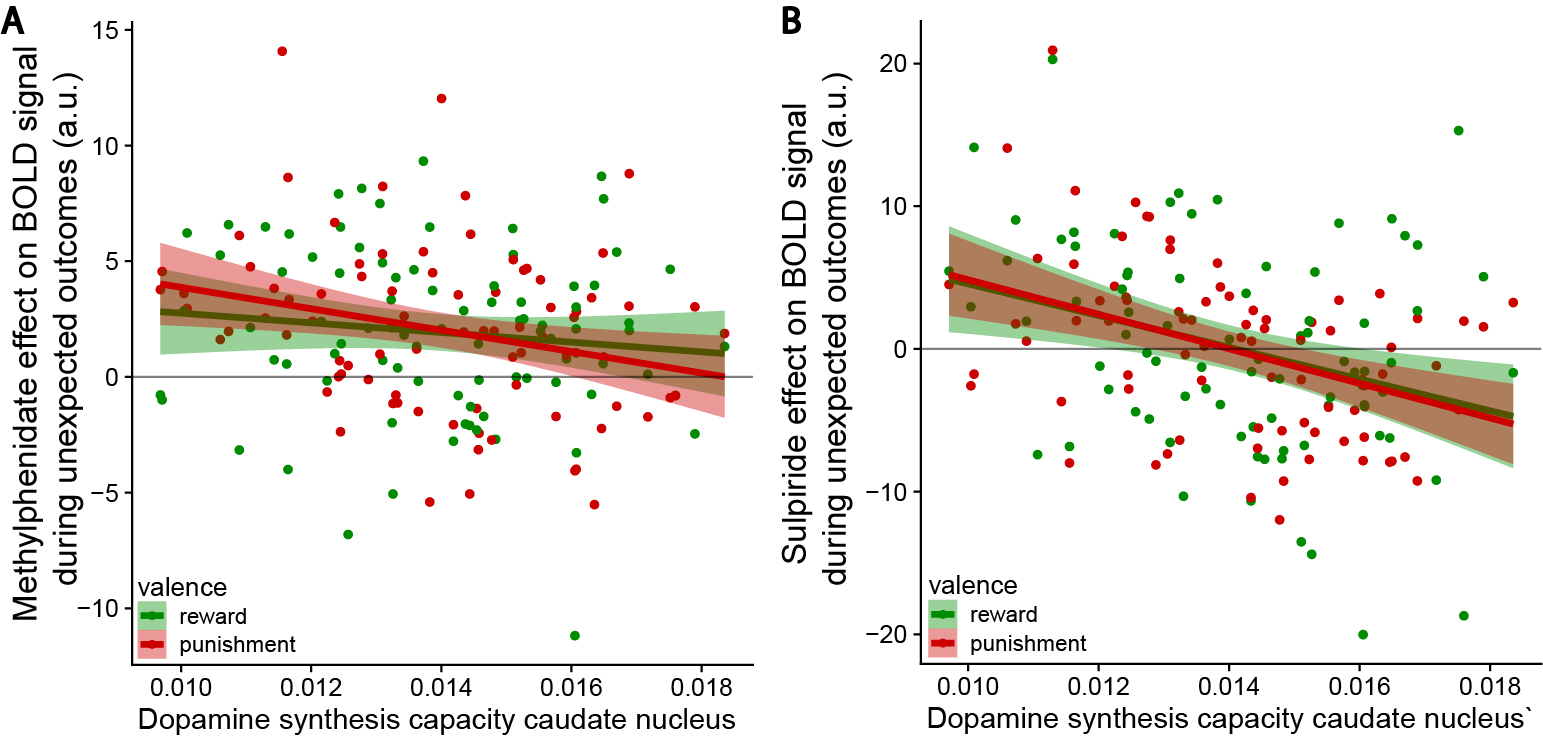 A
Methylphenidate effect on BOLD signal
during unexpected outcomes (a.u.)
15
10
5
0
−5
−10
valence
reward
punishment
0.010
0.012
0.014
0.016
0.018
Dopamine synthesis capacity caudate nucleus
B
Sulpiride effect on BOLD signal
during unexpected outcomes (a.u.)
20
10
0
−10
−20
valence
reward
punishment
0.010
0.012
0.014
0.016
0.018
Dopamine synthesis capacity caudate nucleus`